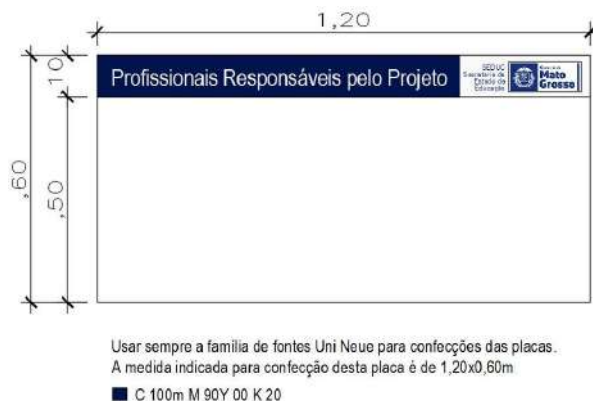 1,20
,10
Profissionais Responsáveis pelo Projeto
SEDUC
Secretaria de
Estado de
Educação
Mato
Grosso
,60
,50
Usar sempre a família de fontes Uni Neue para confecções das placas.
A medida indicada para confecção desta placa é de 1,20x0,60m
C 100m M 90Y 00 K 20